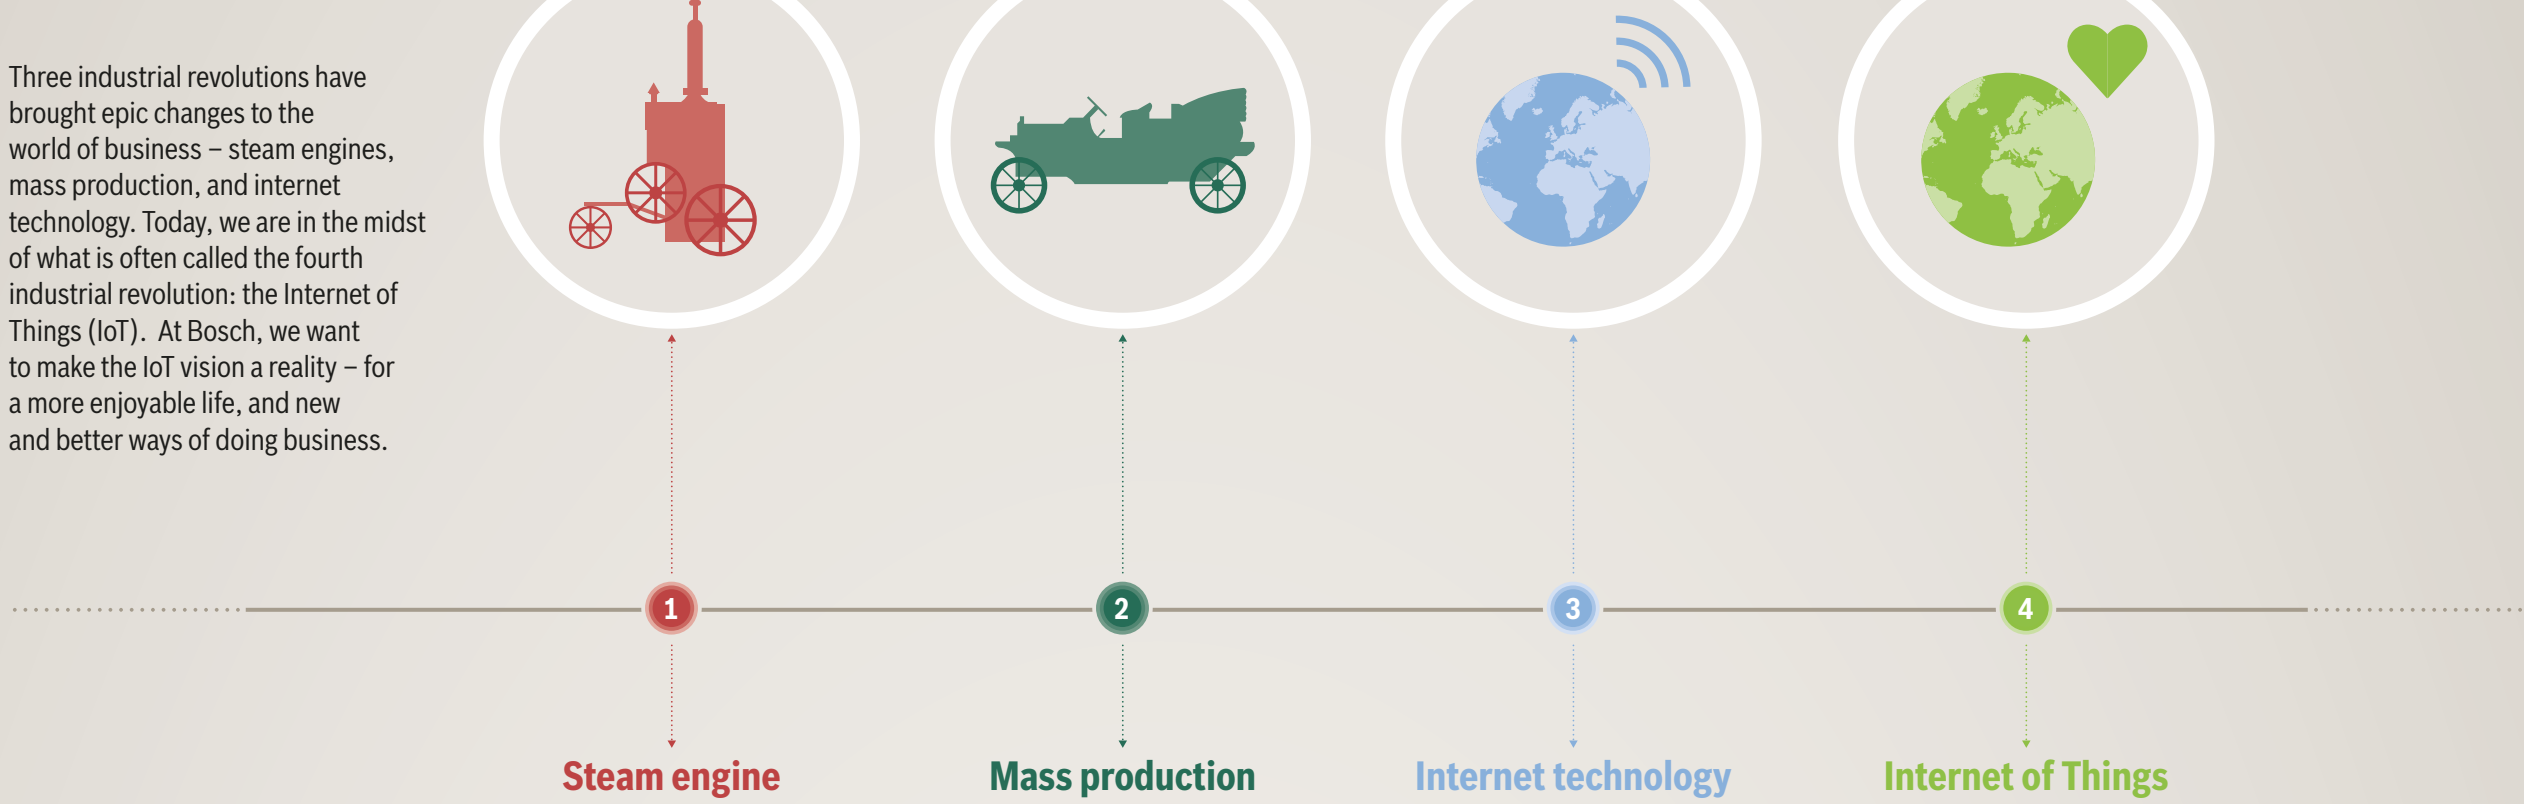 Three industrial revolutions have
brought epic changes to the
world of business – steam engines,
mass production, and internet
technology. Today, we are in the midst
of what is often called the fourth
industrial revolution: the Internet of
Things (IoT).  At Bosch, we want
to make the IoT vision a reality – for
a more enjoyable life, and new
and better ways of doing business.
1
2
3
4
Steam engine
Mass production
Internet technology
Internet of Things